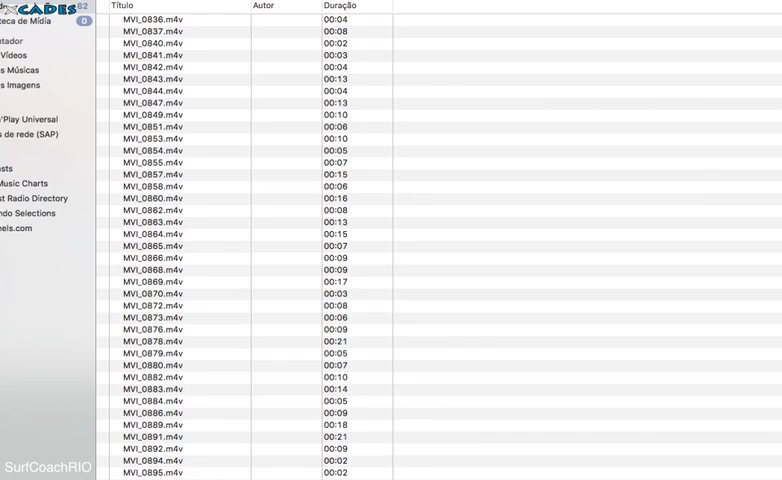 XCADES 62 Título Autor Duração
teca de Mídia 0
MVI_0836.m4v 00:04
MVI_0837.m4v 00:08
utador MVI_0840.m4v 00:02
Vídeos MVI_0841.m4v 00:03
s Músicas MVI_0842.m4v 00:04
MVI_0843.m4v 00:13
s Imagens MVI_0844.m4v 00:04
MVI_0847.m4v 00:13
'Play Universal MVI_0849.m4v 00:10
MVI_0851.m4v 00:06
s de rede (SAP) MVI_0853.m4v 00:10
MVI_0854.m4v 00:05
sts MVI_0855.m4v 00:07
MVI_0857.m4v 00:15
Music Charts MVI_0858.m4v 00:06
st Radio Directory MVI_0860.m4v 00:16
ndo Selections MVI_0862.m4v 00:08
MVI_0863.m4v 00:13
nels.com MVI_0864.m4v 00:15
MVI_0865.m4v 00:07
MVI_0866.m4v 00:09
MVI_0868.m4v 00:09
MVI_0869.m4v 00:17
MVI_0870.m4v 00:03
MVI_0872.m4v 00:08
MVI_0873.m4v 00:06
MVI_0876.m4v 00:09
MVI_0878.m4v 00:21
MVI_0879.m4v 00:05
MVI_0880.m4v 00:07
MVI_0882.m4v 00:10
MVI_0883.m4v 00:14
MVI_0884.m4v 00:05
MVI_0886.m4v 00:09
MVI_0889.m4v 00:18
MVI_0891.m4v 00:21
MVI_0892.m4v 00:09
MVI_0894.m4v 00:02
SurfCoachRIO MVI_0895.m4v 00:02